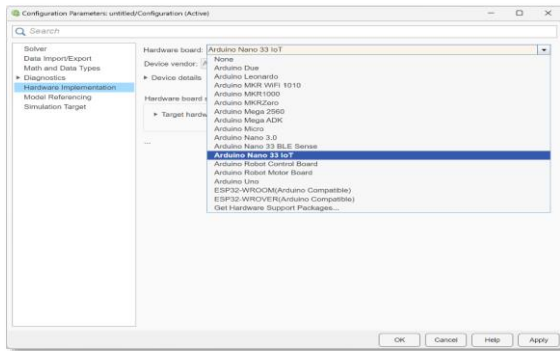 Configuration Parameters: untitled/Configuration (Active)
Search
Solver
Data Import/Export
Math and Data Types
Diagnostics
Hardware Implementation
Model Referencing
Simulation Target
Hardware board: Arduino Nano 33 IoT
Device vendor:
Device details
Hardware board
Target hardw
...
None
Arduino Due
Arduino Leonardo
Arduino MKR WiFi 1010
Arduino MKR1000
Arduino MKRZero
Arduino Mega 2560
Arduino Mega ADK
Arduino Micro
Arduino Nano 3.0
Arduino Nano 33 BLE Sense
Arduino Nano 33 IoT
Arduino Robot Control Board
Arduino Robot Motor Board
Arduino Uno
ESP32-WROOM(Arduino Compatible)
ESP32-WROVER(Arduino Compatible)
Get Hardware Support Packages...
OK Cancel Help Apply